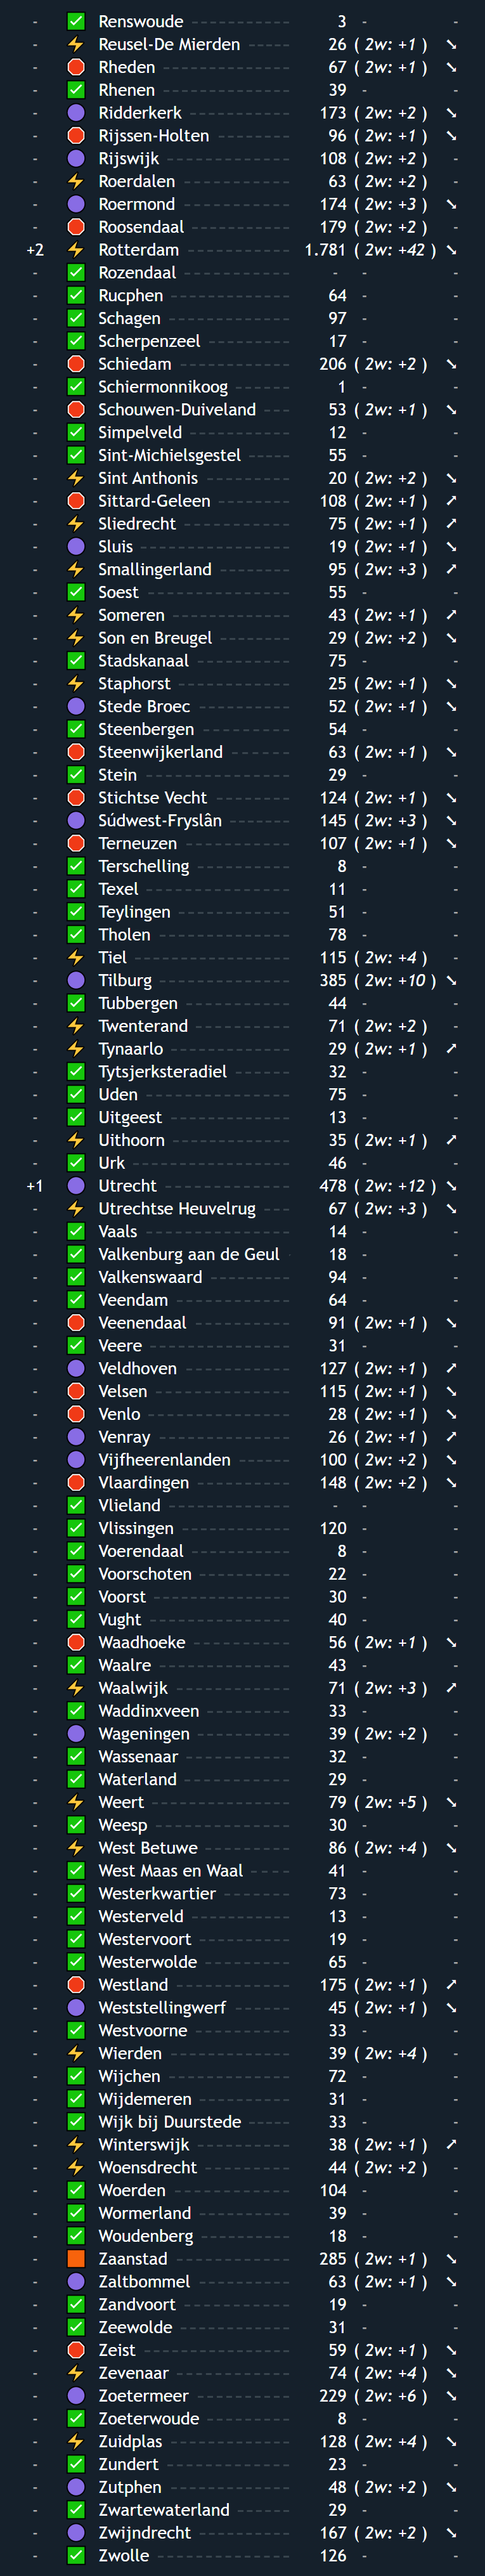 - ✅ Renswoude 3 - -
- ⚡ Reusel-De Mierden 26 ( 2w: +1 ) ↘
- 🛑 Rheden 67 ( 2w: +1 ) ↘
- ✅ Rhenen 39 - -
- 🟣 Ridderkerk 173 ( 2w: +2 ) ↘
- 🛑 Rijssen-Holten 96 ( 2w: +1 ) ↘
- 🟣 Rijswijk 108 ( 2w: +2 ) -
- ⚡ Roerdalen 63 ( 2w: +2 ) -
- 🟣 Roermond 174 ( 2w: +3 ) ↘
- 🛑 Roosendaal 179 ( 2w: +2 ) -
+2 ⚡ Rotterdam 1.781 ( 2w: +42 ) ↘
- ✅ Rozendaal - - -
- ✅ Rucphen 64 - -
- ✅ Schagen 97 - -
- ✅ Scherpenzeel 17 - -
- 🛑 Schiedam 206 ( 2w: +2 ) ↘
- ✅ Schiermonnikoog 1 - -
- 🛑 Schouwen-Duiveland 53 ( 2w: +1 ) ↘
- ✅ Simpelveld 12 - -
- ✅ Sint-Michielsgestel 55 - -
- ⚡ Sint Anthonis 20 ( 2w: +2 ) ↘
- 🛑 Sittard-Geleen 108 ( 2w: +1 ) ↗
- ⚡ Sliedrecht 75 ( 2w: +1 ) ↗
- 🟣 Sluis 19 ( 2w: +1 ) ↘
- ⚡ Smallingerland 95 ( 2w: +3 ) ↗
- ✅ Soest 55 - -
- ⚡ Someren 43 ( 2w: +1 ) ↗
- ⚡ Son en Breugel 29 ( 2w: +2 ) ↘
- ✅ Stadskanaal 75 - -
- ⚡ Staphorst 25 ( 2w: +1 ) ↘
- 🟣 Stede Broec 52 ( 2w: +1 ) ↘
- ✅ Steenbergen 54 - -
- 🛑 Steenwijkerland 63 ( 2w: +1 ) ↘
- ✅ Stein 29 - -
- 🛑 Stichtse Vecht 124 ( 2w: +1 ) ↘
- 🟣 Súdwest-Fryslân 145 ( 2w: +3 ) ↘
- 🛑 Terneuzen 107 ( 2w: +1 ) ↘
- ✅ Terschelling 8 - -
- ✅ Texel 11 - -
- ✅ Teylingen 51 - -
- ✅ Tholen 78 - -
- ⚡ Tiel 115 ( 2w: +4 ) -
- 🟣 Tilburg 385 ( 2w: +10 ) ↘
- ✅ Tubbergen 44 - -
- ⚡ Twenterand 71 ( 2w: +2 ) -
- ⚡ Tynaarlo 29 ( 2w: +1 ) ↗
- ✅ Tytsjerksteradiel 32 - -
- ✅ Uden 75 - -
- ✅ Uitgeest 13 - -
- ⚡ Uithoorn 35 ( 2w: +1 ) ↗
- ✅ Urk 46 - -
+1 🟣 Utrecht 478 ( 2w: +12 ) ↘
- ⚡ Utrechtse Heuvelrug 67 ( 2w: +3 ) ↘
- ✅ Vaals 14 - -
- ✅ Valkenburg aan de Geul 18 - -
- ✅ Valkenswaard 94 - -
- ✅ Veendam 64 - -
- 🛑 Veenendaal 91 ( 2w: +1 ) ↘
- ✅ Veere 31 - -
- 🟣 Veldhoven 127 ( 2w: +1 ) ↗
- 🛑 Velsen 115 ( 2w: +1 ) ↘
- 🛑 Venlo 28 ( 2w: +1 ) ↘
- 🟣 Venray 26 ( 2w: +1 ) ↗
- 🟣 Vijfheerenlanden 100 ( 2w: +2 ) ↘
- 🛑 Vlaardingen 148 ( 2w: +2 ) ↘
- ✅ Vlieland - - -
- ✅ Vlissingen 120 - -
- ✅ Voerendaal 8 - -
- ✅ Voorschoten 22 - -
- ✅ Voorst 30 - -
- ✅ Vught 40 - -
- 🛑 Waadhoeke 56 ( 2w: +1 ) ↘
- ✅ Waalre 43 - -
- ⚡ Waalwijk 71 ( 2w: +3 ) ↗
- ✅ Waddinxveen 33 - -
- 🟣 Wageningen 39 ( 2w: +2 ) -
- ✅ Wassenaar 32 - -
- ✅ Waterland 29 - -
- ⚡ Weert 79 ( 2w: +5 ) ↘
- ✅ Weesp 30 - -
- ⚡ West Betuwe 86 ( 2w: +4 ) ↘
- ✅ West Maas en Waal 41 - -
- ✅ Westerkwartier 73 - -
- ✅ Westerveld 13 - -
- ✅ Westervoort 19 - -
- ✅ Westerwolde 65 - -
- 🛑 Westland 175 ( 2w: +1 ) ↗
- 🟣 Weststellingwerf 45 ( 2w: +1 ) ↘
- ✅ Westvoorne 33 - -
- ⚡ Wierden 39 ( 2w: +4 ) -
- ✅ Wijchen 72 - -
- ✅ Wijdemeren 31 - -
- ✅ Wijk bij Duurstede 33 - -
- ⚡ Winterswijk 38 ( 2w: +1 ) ↗
- ⚡ Woensdrecht 44 ( 2w: +2 ) -
- ✅ Woerden 104 - -
- ✅ Wormerland 39 - -
- ✅ Woudenberg 18 - -
- 🟧 Zaanstad 285 ( 2w: +1 ) ↘
- 🟣 Zaltbommel 63 ( 2w: +1 ) ↘
- ✅ Zandvoort 19 - -
- ✅ Zeewolde 31 - -
- 🛑 Zeist 59 ( 2w: +1 ) ↘
- ⚡ Zevenaar 74 ( 2w: +4 ) ↘
- 🟣 Zoetermeer 229 ( 2w: +6 ) ↘
- ✅ Zoeterwoude 8 - -
- ⚡ Zuidplas 128 ( 2w: +4 ) ↘
- ✅ Zundert 23 - -
- 🟣 Zutphen 48 ( 2w: +2 ) ↘
- ✅ Zwartewaterland 29 - -
- 🟣 Zwijndrecht 167 ( 2w: +2 ) ↘
- ✅ Zwolle 126 - -